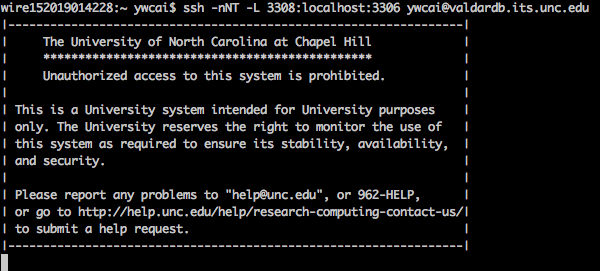 wire152019014228:~ ywcai$ ssh -nNT -L 3308:localhost:3306 ywcai@valdardb.its.unc.edu
|-----------------------------------------------------------------|
|     The University of North Carolina at Chapel Hill             |
|     ***********************************************             |
|     Unauthorized access to this system is prohibited.           |
|                                                                 |
| This is a University system intended for University purposes    |
| only. The University reserves the right to monitor the use of   |
| this system as required to ensure its stability, availability,  |
| and security.                                                   |
|                                                                 |
| Please report any problems to "help@unc.edu", or 962-HELP,      |
| or go to http://help.unc.edu/help/research-computing-contact-us/|
| to submit a help request.                                       |
|-----------------------------------------------------------------|